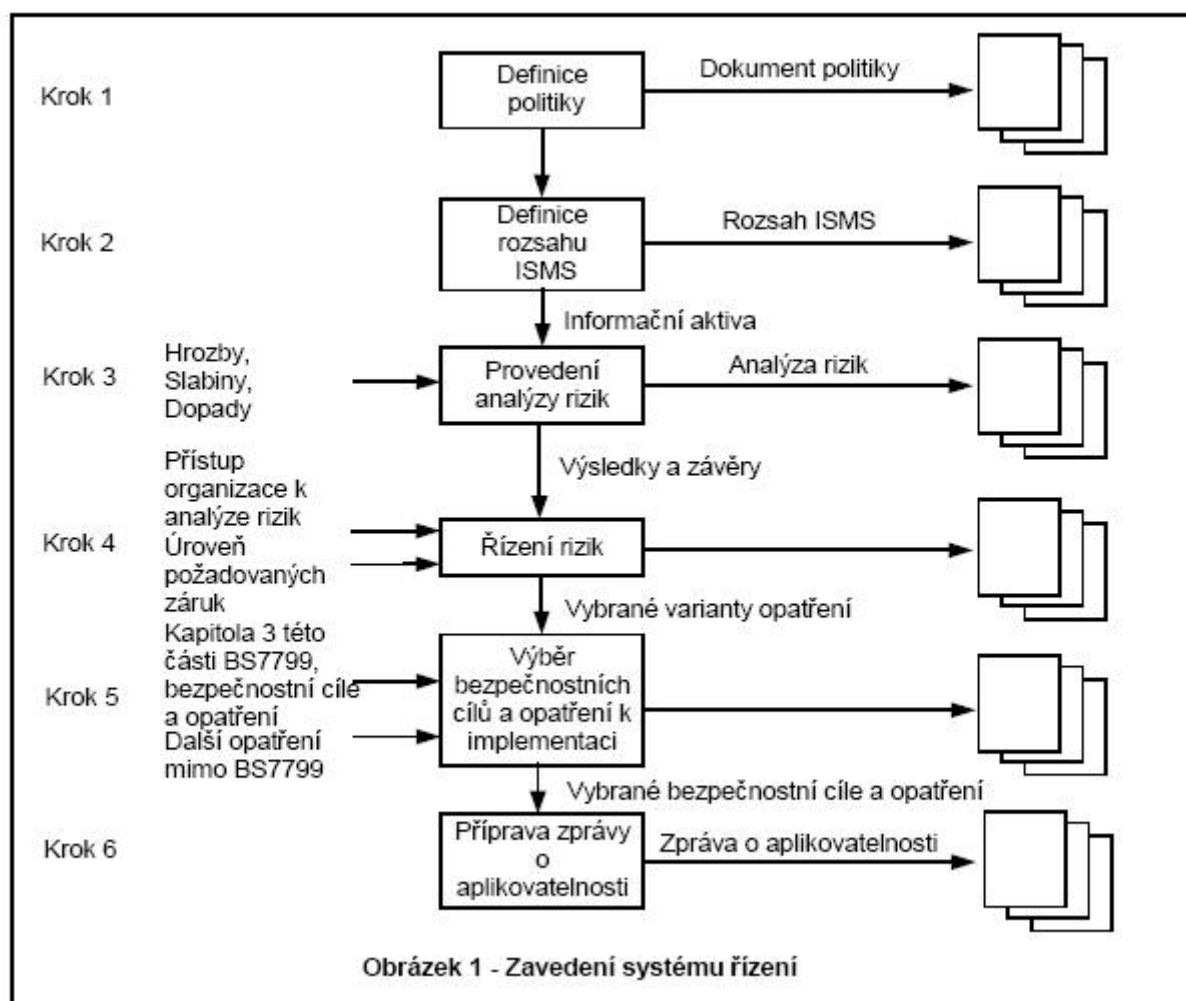 Krok 1
Definice
politiky
Dokument politiky
Krok 2
Definice
rozsahu
ISMS
Rozsah ISMS
Informační aktiva
Krok 3
Hrozby,
Slabiny,
Dopady
Provedení
analýzy rizik
Analýza rizik
Výsledky a závěry
Krok 4
Přístup
organizace k
analýze rizik
Úroveň
požadovaných
záruk
Řízení rizik
Vybrané varianty opatření
Krok 5
Kapitola 3 této
části BS7799,
bezpečnostní cíle
a opatření
Další opatření
mimo BS7799
Výběr
bezpečnostních
cílů a opatření k
implementaci
Vybrané bezpečnostní cíle a opatření
Krok 6
Příprava zprávy
o
aplikovatelnosti
Zpráva o aplikovatelnosti
Obrázek 1 - Zavedení systému řízení